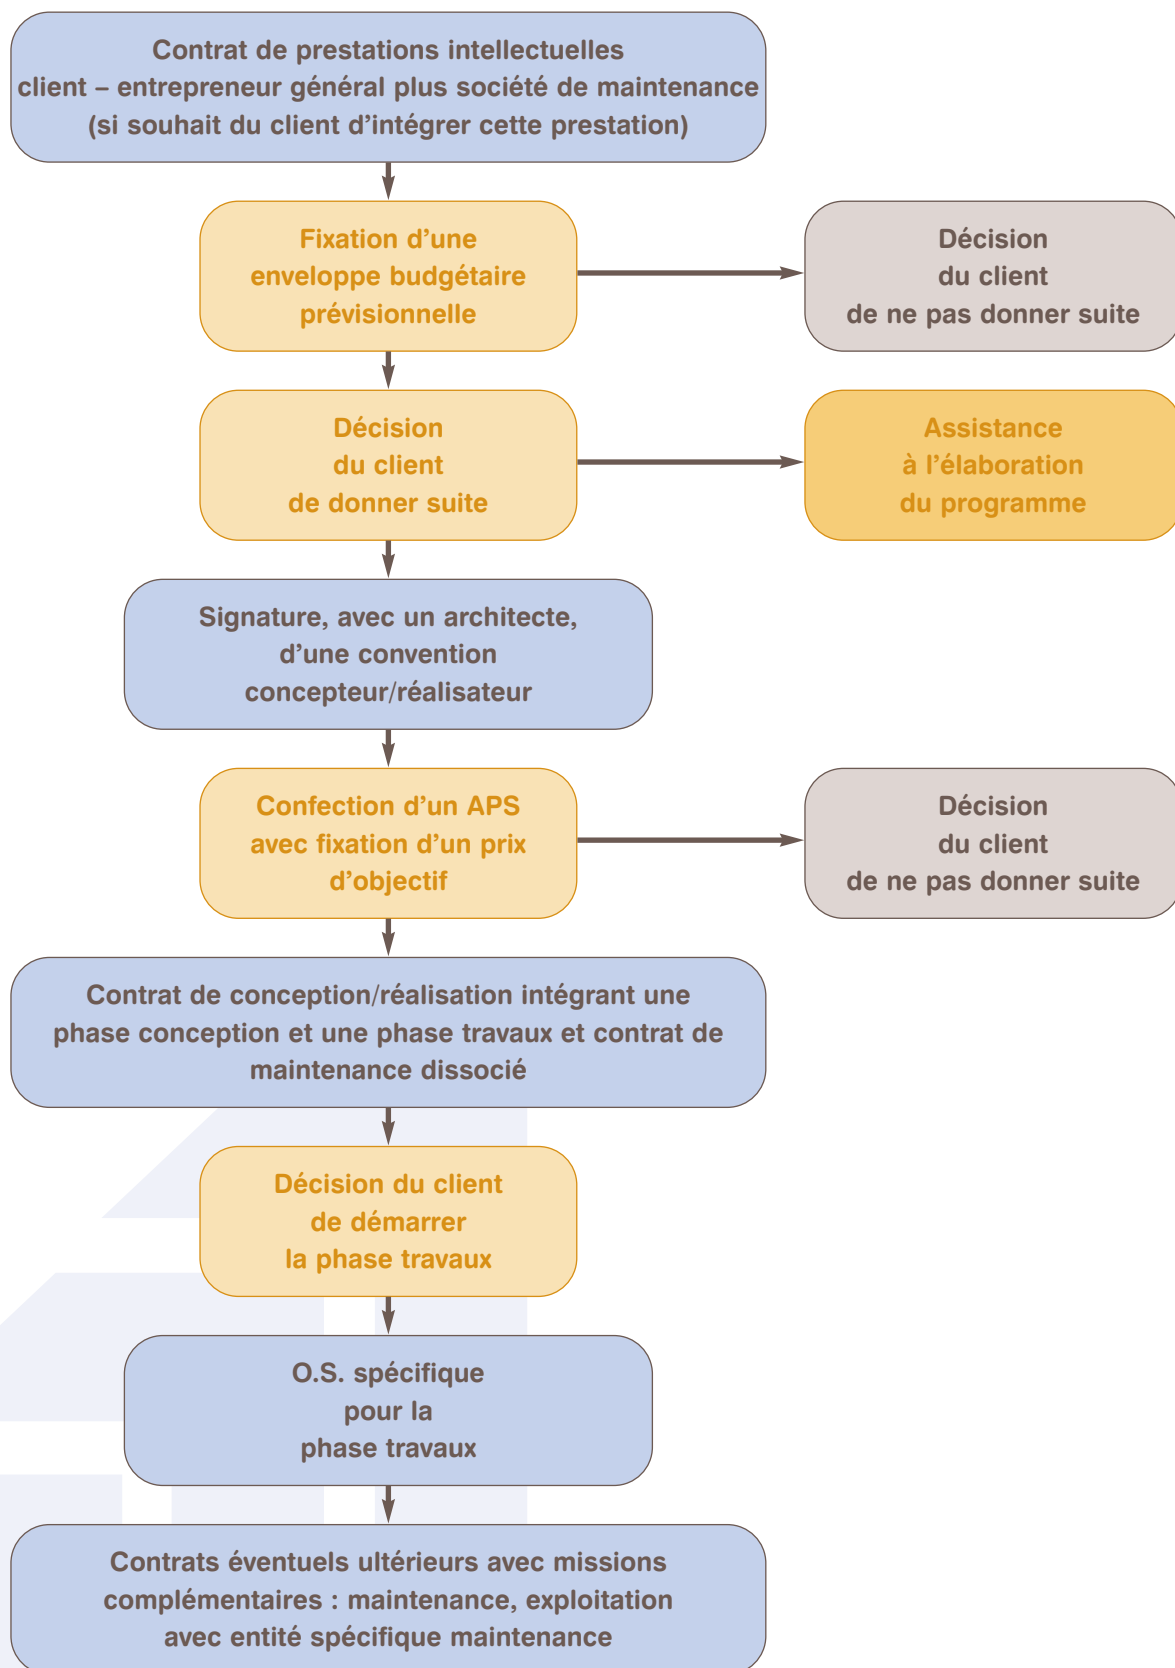 Contrat de prestations intellectuelles
client – entrepreneur général plus société de maintenance
(si souhait du client d’intégrer cette prestation)
Fixation d’une
enveloppe budgétaire
prévisionnelle
Décision
du client
de ne pas donner suite
Décision
du client
de donner suite
Assistance
à l’élaboration
du programme
Signature, avec un architecte,
d’une convention
concepteur/réalisateur
Confection d’un APS
avec fixation d’un prix
d’objectif
Décision
du client
de ne pas donner suite
Contrat de conception/réalisation intégrant une
phase conception et une phase travaux et contrat de
maintenance dissocié
Décision du client
de démarrer
la phase travaux
O.S. spécifique
pour la
phase travaux
Contrats éventuels ultérieurs avec missions
complémentaires : maintenance, exploitation
avec entité spécifique maintenance